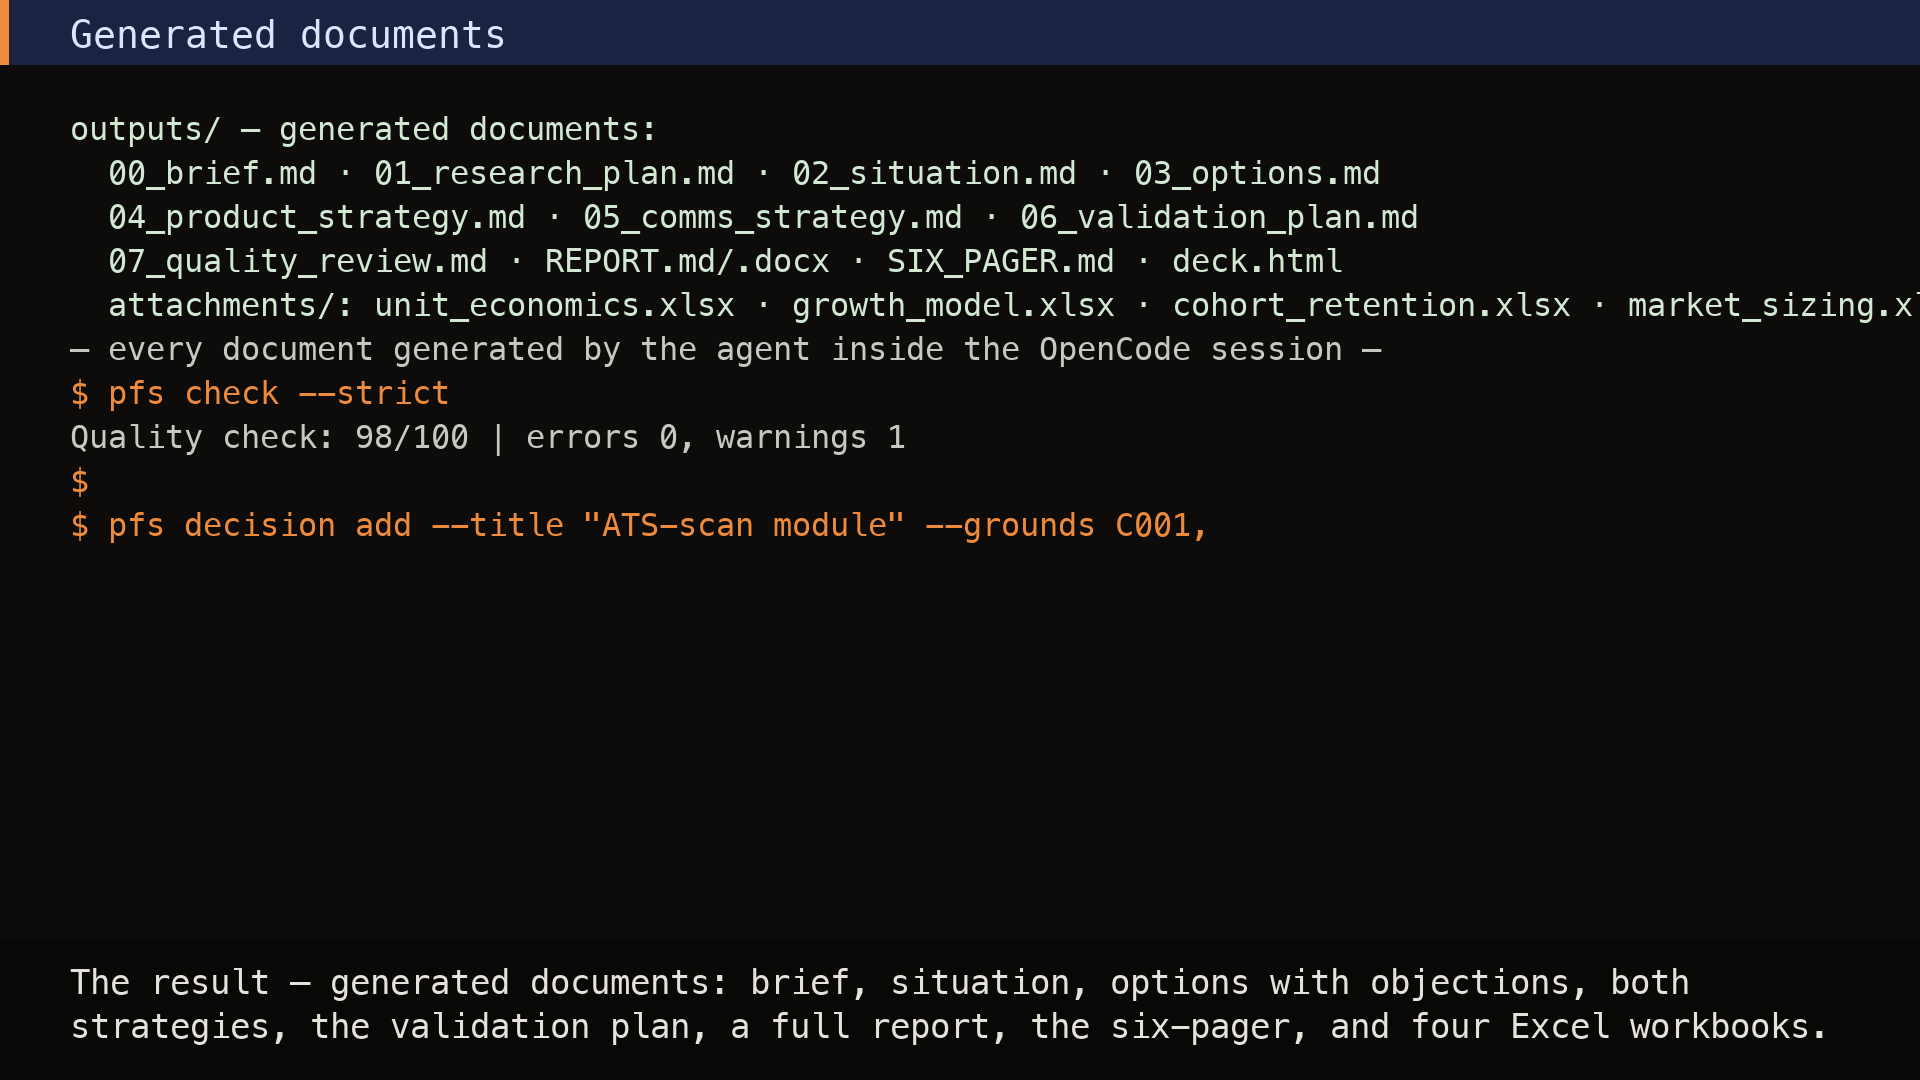 Generated documents
outputs/ — generated documents:
00_brief.md · 01_research_plan.md · 02_situation.md · 03_options.md
04_product_strategy.md · 05_comms_strategy.md · 06_validation_plan.md
07_quality_review.md · REPORT.md/.docx · SIX_PAGER.md · deck.html
attachments/: unit_economics.xlsx · growth_model.xlsx · cohort_retention.xlsx · market_sizing.xl
— every document generated by the agent inside the OpenCode session —
$ pfs check --strict
Quality check: 98/100 | errors 0, warnings 1
$
$ pfs decision add --title "ATS-scan module" --grounds C001,
The result — generated documents: brief, situation, options with objections, both
strategies, the validation plan, a full report, the six-pager, and four Excel workbooks.